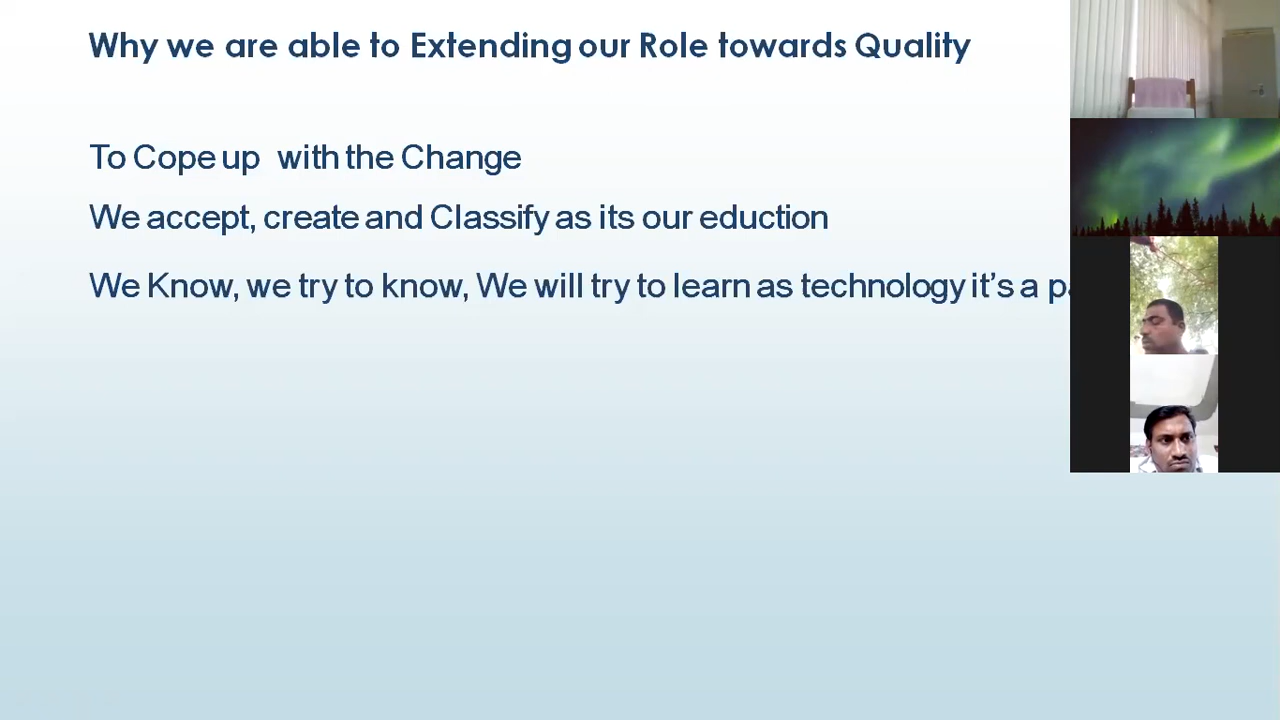 Why we are able to Extending our Role towards Quality
To Cope up with the Change
We accept, create and Classify as its our eduction
We Know, we try to know, We will try to learn as technology it’s a